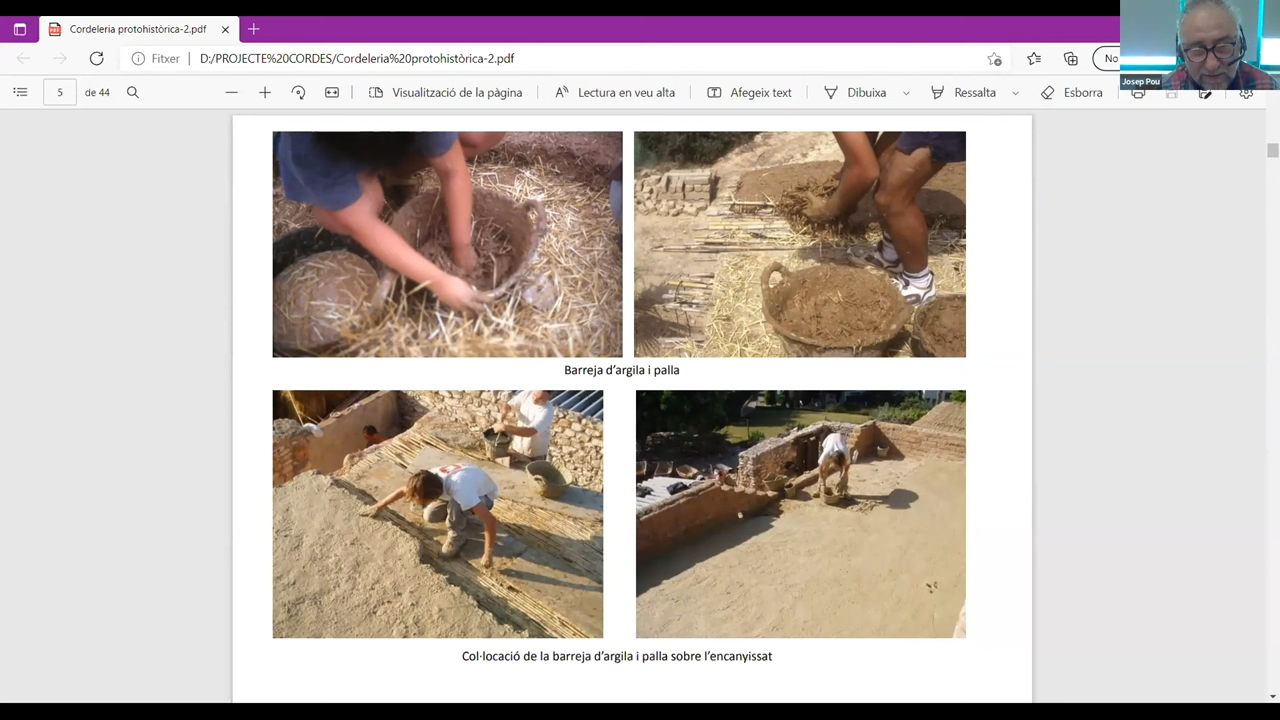 Cordeleria protohistòrica-2.pdf
Fitxer
D:/PROJECTE%20CORDES/Cordeleria%20protohistòrica-2.pdf
No
Josep Pou
5
de 44
Visualització
la pàgina
Lectura en veu alta
Afegeix text
Dibuixa
Ressalta
Esborra
Barreja d'argila i palla
Col·locació de la barreja d'argila i palla sobre l'encanyissat